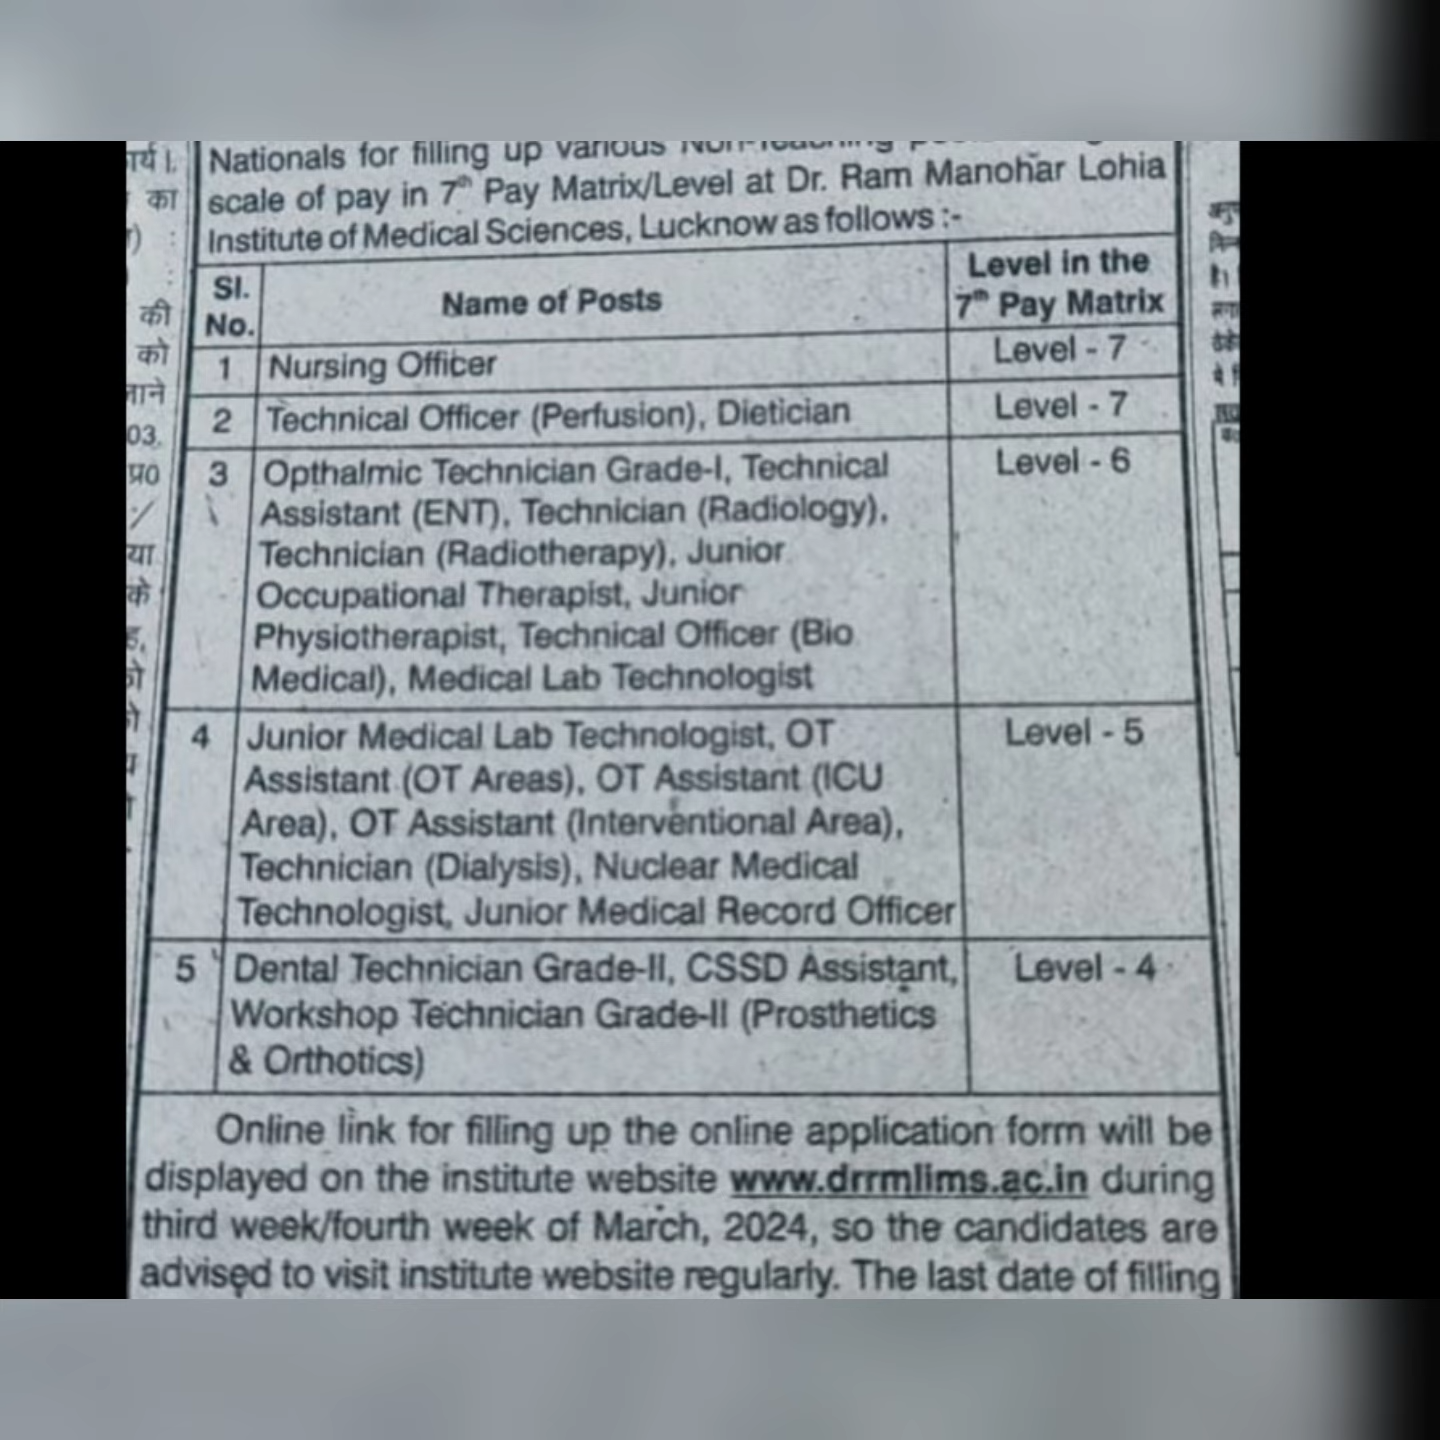 Nationals for filling up various Non-Teaching
scale of pay in 7th Pay Matrix/Level at Dr. Ram Manohar Lohia
Institute of Medical Sciences, Lucknow as follows :-
Sl. No.
Name of Posts
Level in the
7th Pay Matrix
1 Nursing Officer Level - 7
2 Technical Officer (Perfusion), Dietician Level - 7
3 Opthalmic Technician Grade-I, Technical Level - 6
Assistant (ENT), Technician (Radiology),
Technician (Radiotherapy), Junior
Occupational Therapist, Junior
Physiotherapist, Technical Officer (Bio
Medical), Medical Lab Technologist
4 Junior Medical Lab Technologist, OT Level - 5
Assistant (OT Areas), OT Assistant (ICU
Area), OT Assistant (Interventional Area),
Technician (Dialysis), Nuclear Medical
Technologist, Junior Medical Record Officer
5 Dental Technician Grade-II, CSSD Assistant, Level - 4
Workshop Technician Grade-II (Prosthetics
& Orthotics)
Online link for filling up the online application form will be
displayed on the institute website www.drrmlims.ac.in during
third week/fourth week of March, 2024, so the candidates are
advised to visit institute website regularly. The last date of filling
का
की
को
03.
प्र0
या
के